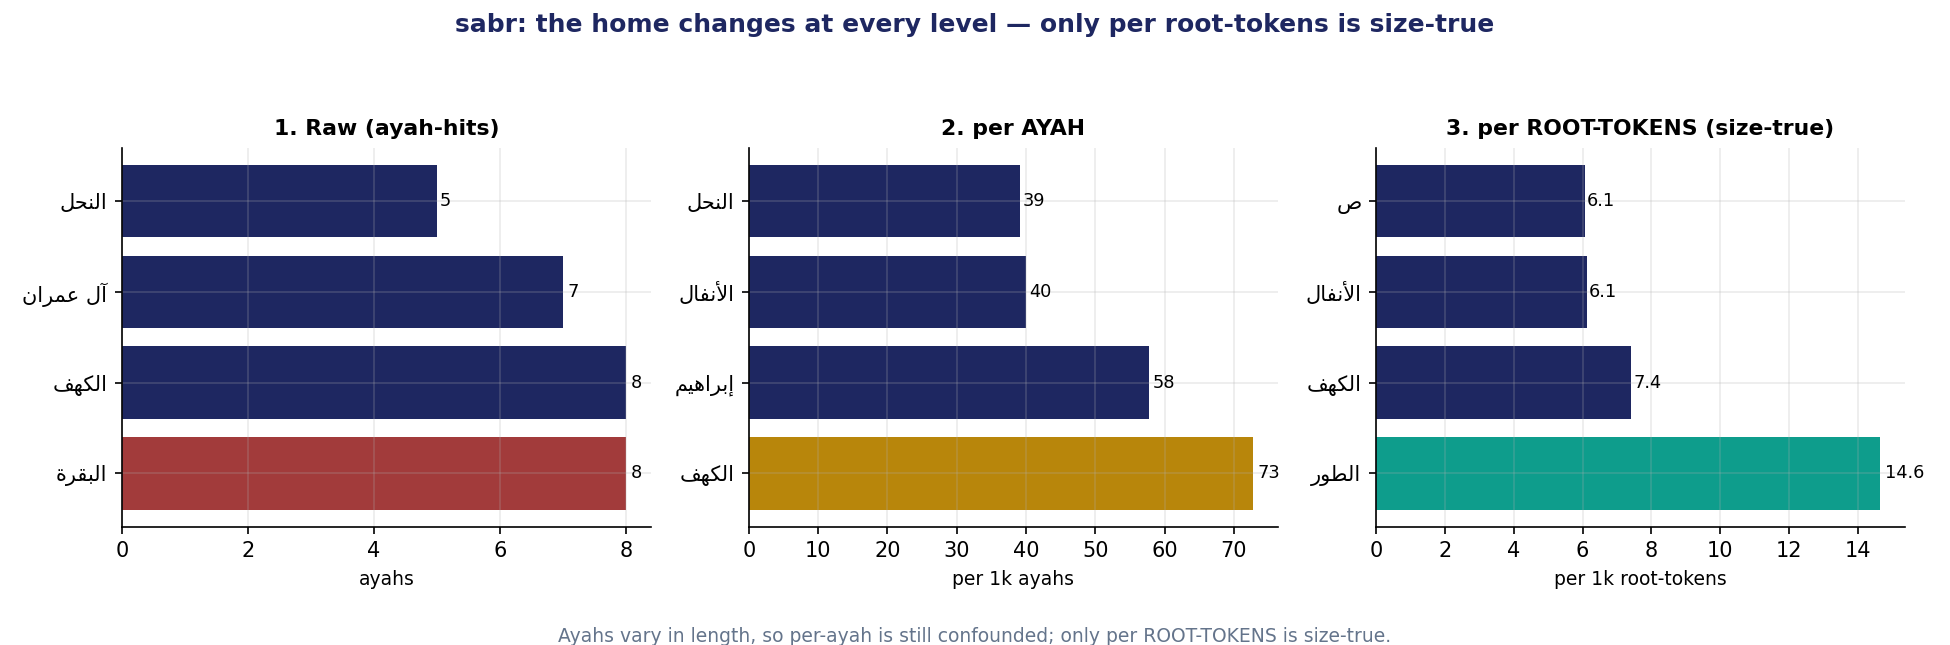 sabr: the home changes at every level — only per root-tokens is size-true
1. Raw (ayah-hits)
النحل
5
آل عمران
7
الكهف
8
البقرة
8
0 2 4 6 8
ayahs
2. per AYAH
النحل
39
الأنفال
40
إبراهيم
58
الكهف
73
0 10 20 30 40 50 60 70
per 1k ayahs
3. per ROOT-TOKENS (size-true)
ص
6.1
الأنفال
6.1
الكهف
7.4
الطور
14.6
0 2 4 6 8 10 12 14
per 1k root-tokens
Ayahs vary in length, so per-ayah is still confounded; only per ROOT-TOKENS is size-true.